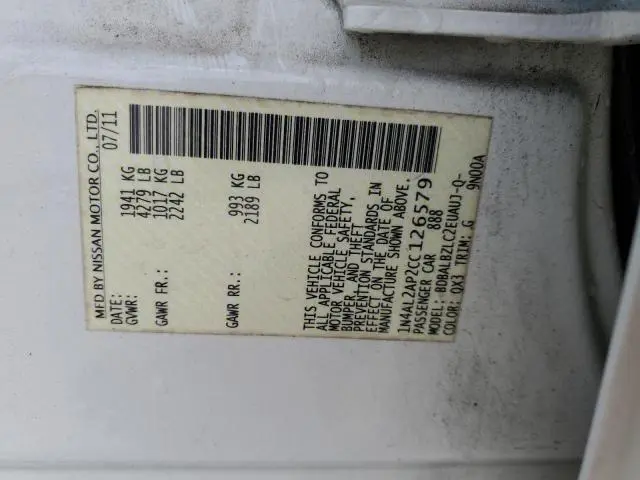 MFD BY NISSAN MOTOR CO., LTD.
DATE: 07/11
GVWR: 1941 KG
4279 LB
GAWR FR: 1017 KG
2242 LB
GAWR RR: 993 KG
2189 LB
THIS VEHICLE CONFORMS TO
ALL APPLICABLE FEDERAL
MOTOR VEHICLE SAFETY,
BUMPER, AND THEFT
PREVENTION STANDARDS IN
EFFECT ON THE DATE OF
MANUFACTURE SHOWN ABOVE.
1N4AL2AP2CC126579
PASSENGER CAR 888
MODEL: BDBALBZLC2EUAUJ-Q-
COLOR: QX3 TRIM: G 9N00A